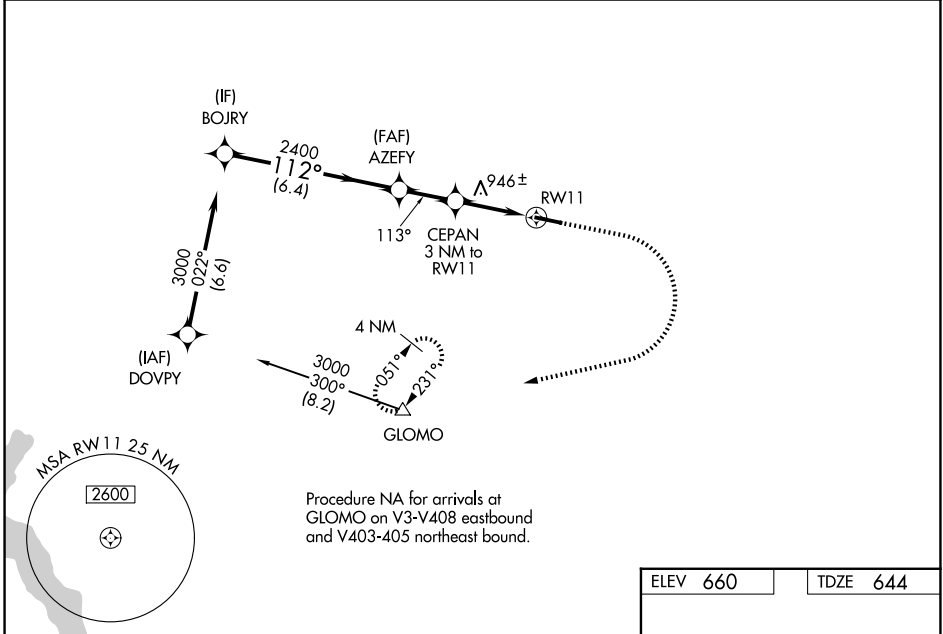 (IF)
BOJRY
2400
112°
(6.4)
(FAF)
AZEFY
113°
CEPAN
3 NM to
RW11
946±
RW11
3000
022°
(6.6)
(IAF)
DOVPY
4 NM
051°
231°
3000
300°
(8.2)
GLOMO
MSA RW11 25 NM
2600
Procedure NA for arrivals at
GLOMO on V3-V408 eastbound
and V403-405 northeast bound.
ELEV 660
TDZE 644